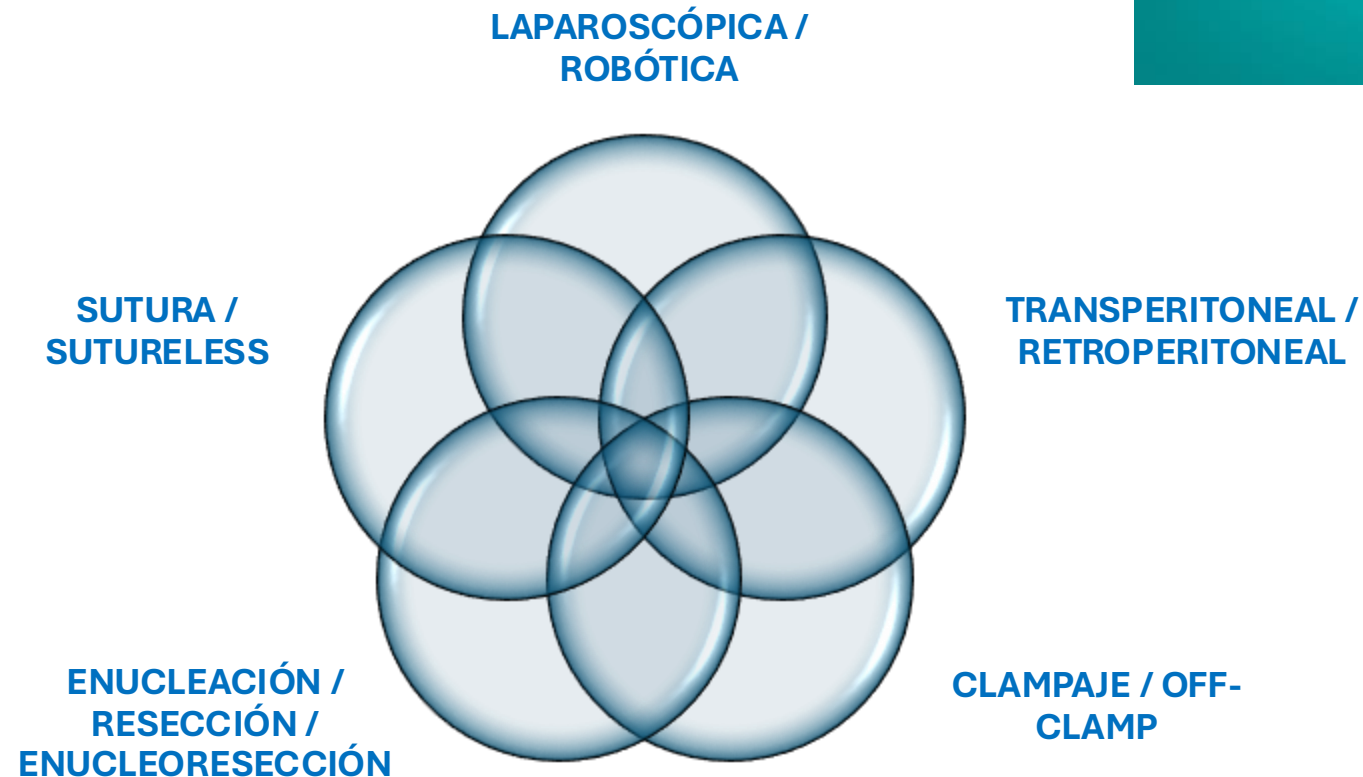 LAPAROSCÓPICA /
ROBÓTICA
SUTURA /
SUTURELESS
TRANSPERITONEAL /
RETROPERITONEAL
ENUCLEACIÓN /
RESECCIÓN /
ENUCLEORESECCIÓN
CLAMPAJE / OFF-
CLAMP